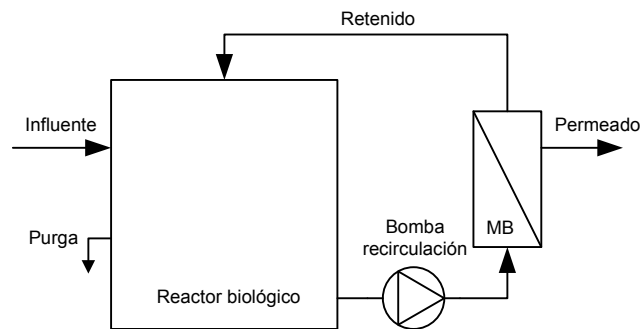 Retenido
Influente
Permeado
Purga
Bomba
recirculación
MB
Reactor biológico